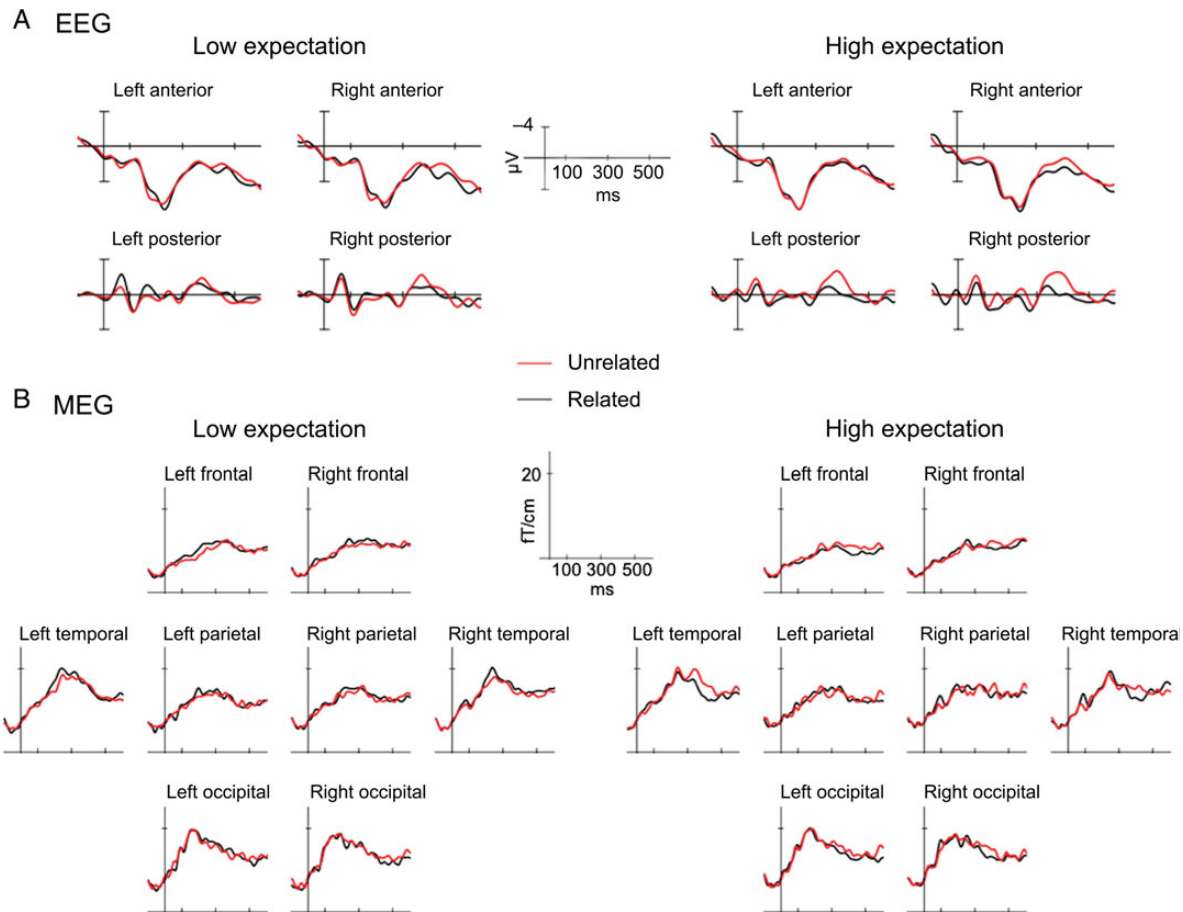 A EEG
Low expectation
High expectation
Left anterior
Right anterior
Left anterior
Right anterior
–4
µV
100 300 500
ms
Left posterior
Right posterior
Left posterior
Right posterior
Unrelated
Related
B MEG
Low expectation
High expectation
Left frontal
Right frontal
20
fT/cm
100 300 500
ms
Left frontal
Right frontal
Left temporal
Left parietal
Right parietal
Right temporal
Left temporal
Left parietal
Right parietal
Right temporal
Left occipital
Right occipital
Left occipital
Right occipital